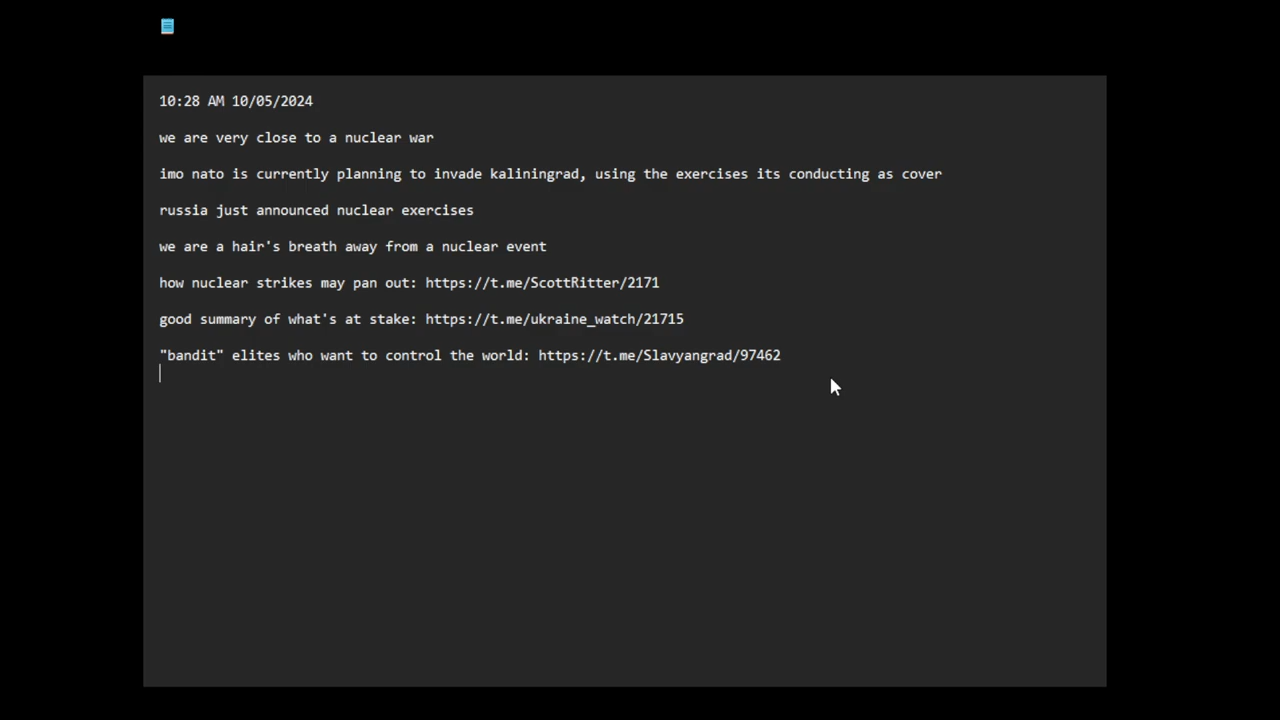 10:28 AM 10/05/2024
we are very close to a nuclear war
imo nato is currently planning to invade kaliningrad, using the exercises its conducting as cover
russia just announced nuclear exercises
we are a hair's breath away from a nuclear event
how nuclear strikes may pan out: https://t.me/ScottRitter/2171
good summary of what's at stake: https://t.me/ukraine_watch/21715
"bandit" elites who want to control the world: https://t.me/Slavyangrad/97462